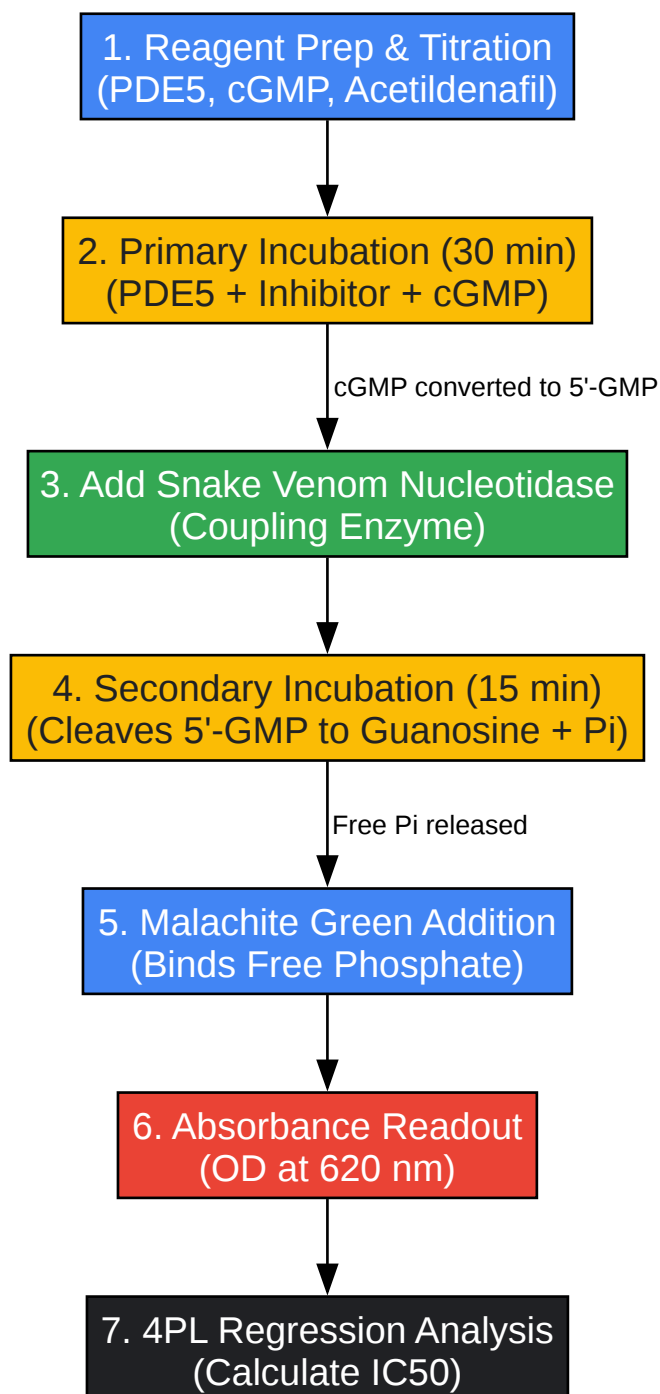 1. Reagent Prep & Titration
(PDE5, cGMP, Acetildenafil)
2. Primary Incubation (30 min)
(PDE5 + Inhibitor + cGMP)
cGMP converted to 5'-GMP
3. Add Snake Venom Nucleotidase
(Coupling Enzyme)
4. Secondary Incubation (15 min)
(Cleaves 5'-GMP to Guanosine + Pi)
Free Pi released
5. Malachite Green Addition
(Binds Free Phosphate)
6. Absorbance Readout
(OD at 620 nm)
7. 4PL Regression Analysis
(Calculate IC50)